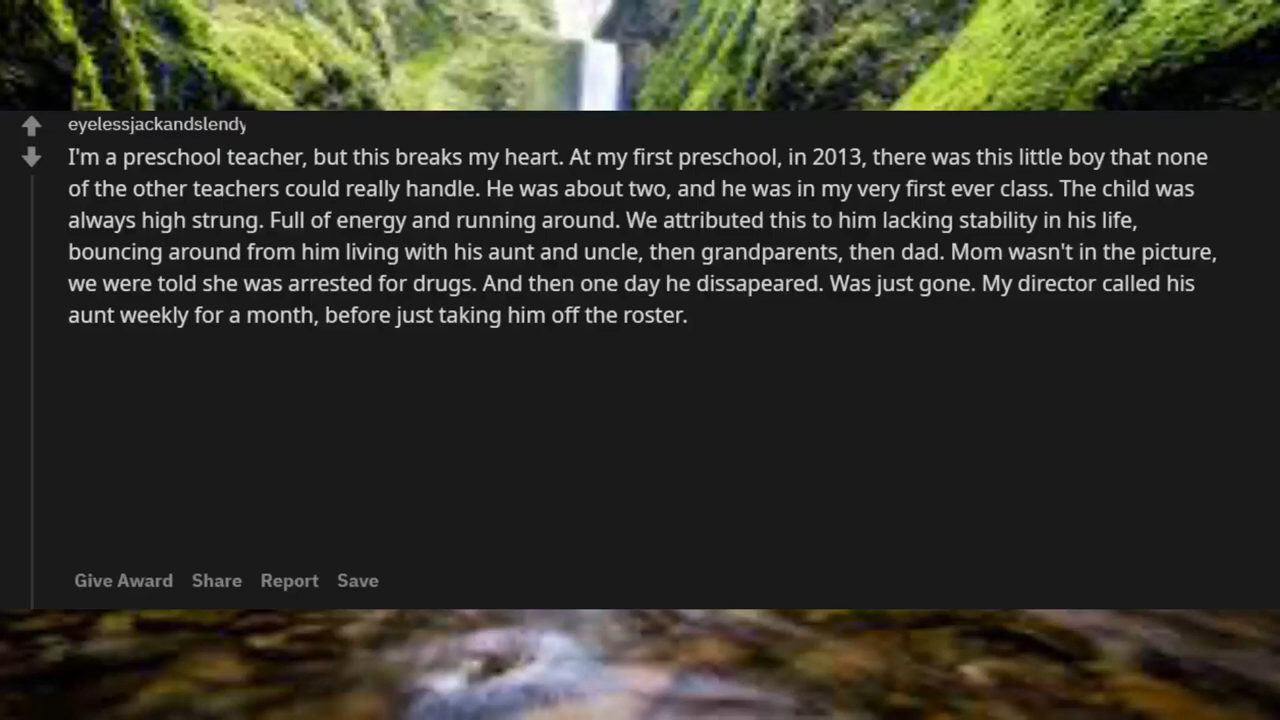 eyelessjackandslendy
I'm a preschool teacher, but this breaks my heart. At my first preschool, in 2013, there was this little boy that none
of the other teachers could really handle. He was about two, and he was in my very first ever class. The child was
always high strung. Full of energy and running around. We attributed this to him lacking stability in his life,
bouncing around from him living with his aunt and uncle, then grandparents, then dad. Mom wasn't in the picture,
we were told she was arrested for drugs. And then one day he dissapeared. Was just gone. My director called his
aunt weekly for a month, before just taking him off the roster.
Give Award Share Report Save